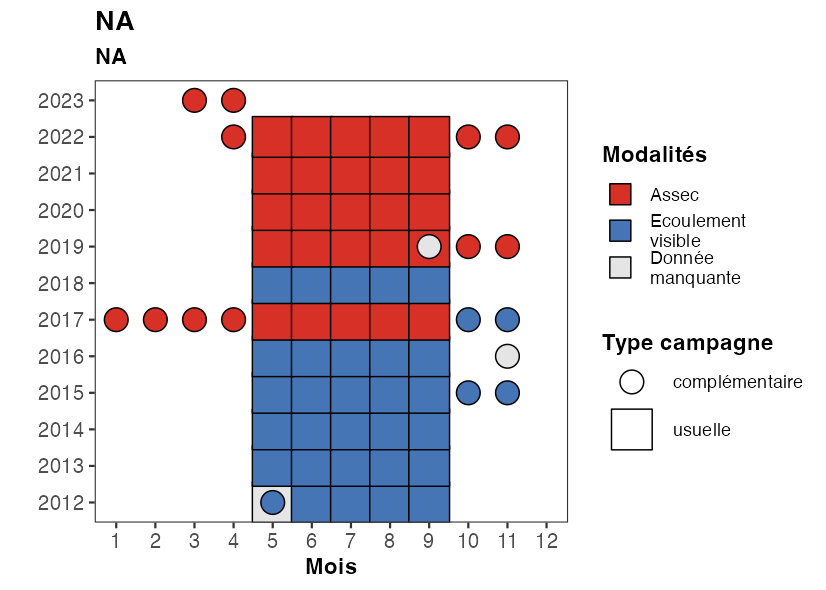 NA
NA
2023
2022
2021
2020
2019
2018
2017
2016
2015
2014
2013
2012
1 2 3 4 5 6 7 8 9 10 11 12
Mois
Modalités
Assec
Ecoulement
visible
Donnée
manquante
Type campagne
complémentaire
usuelle